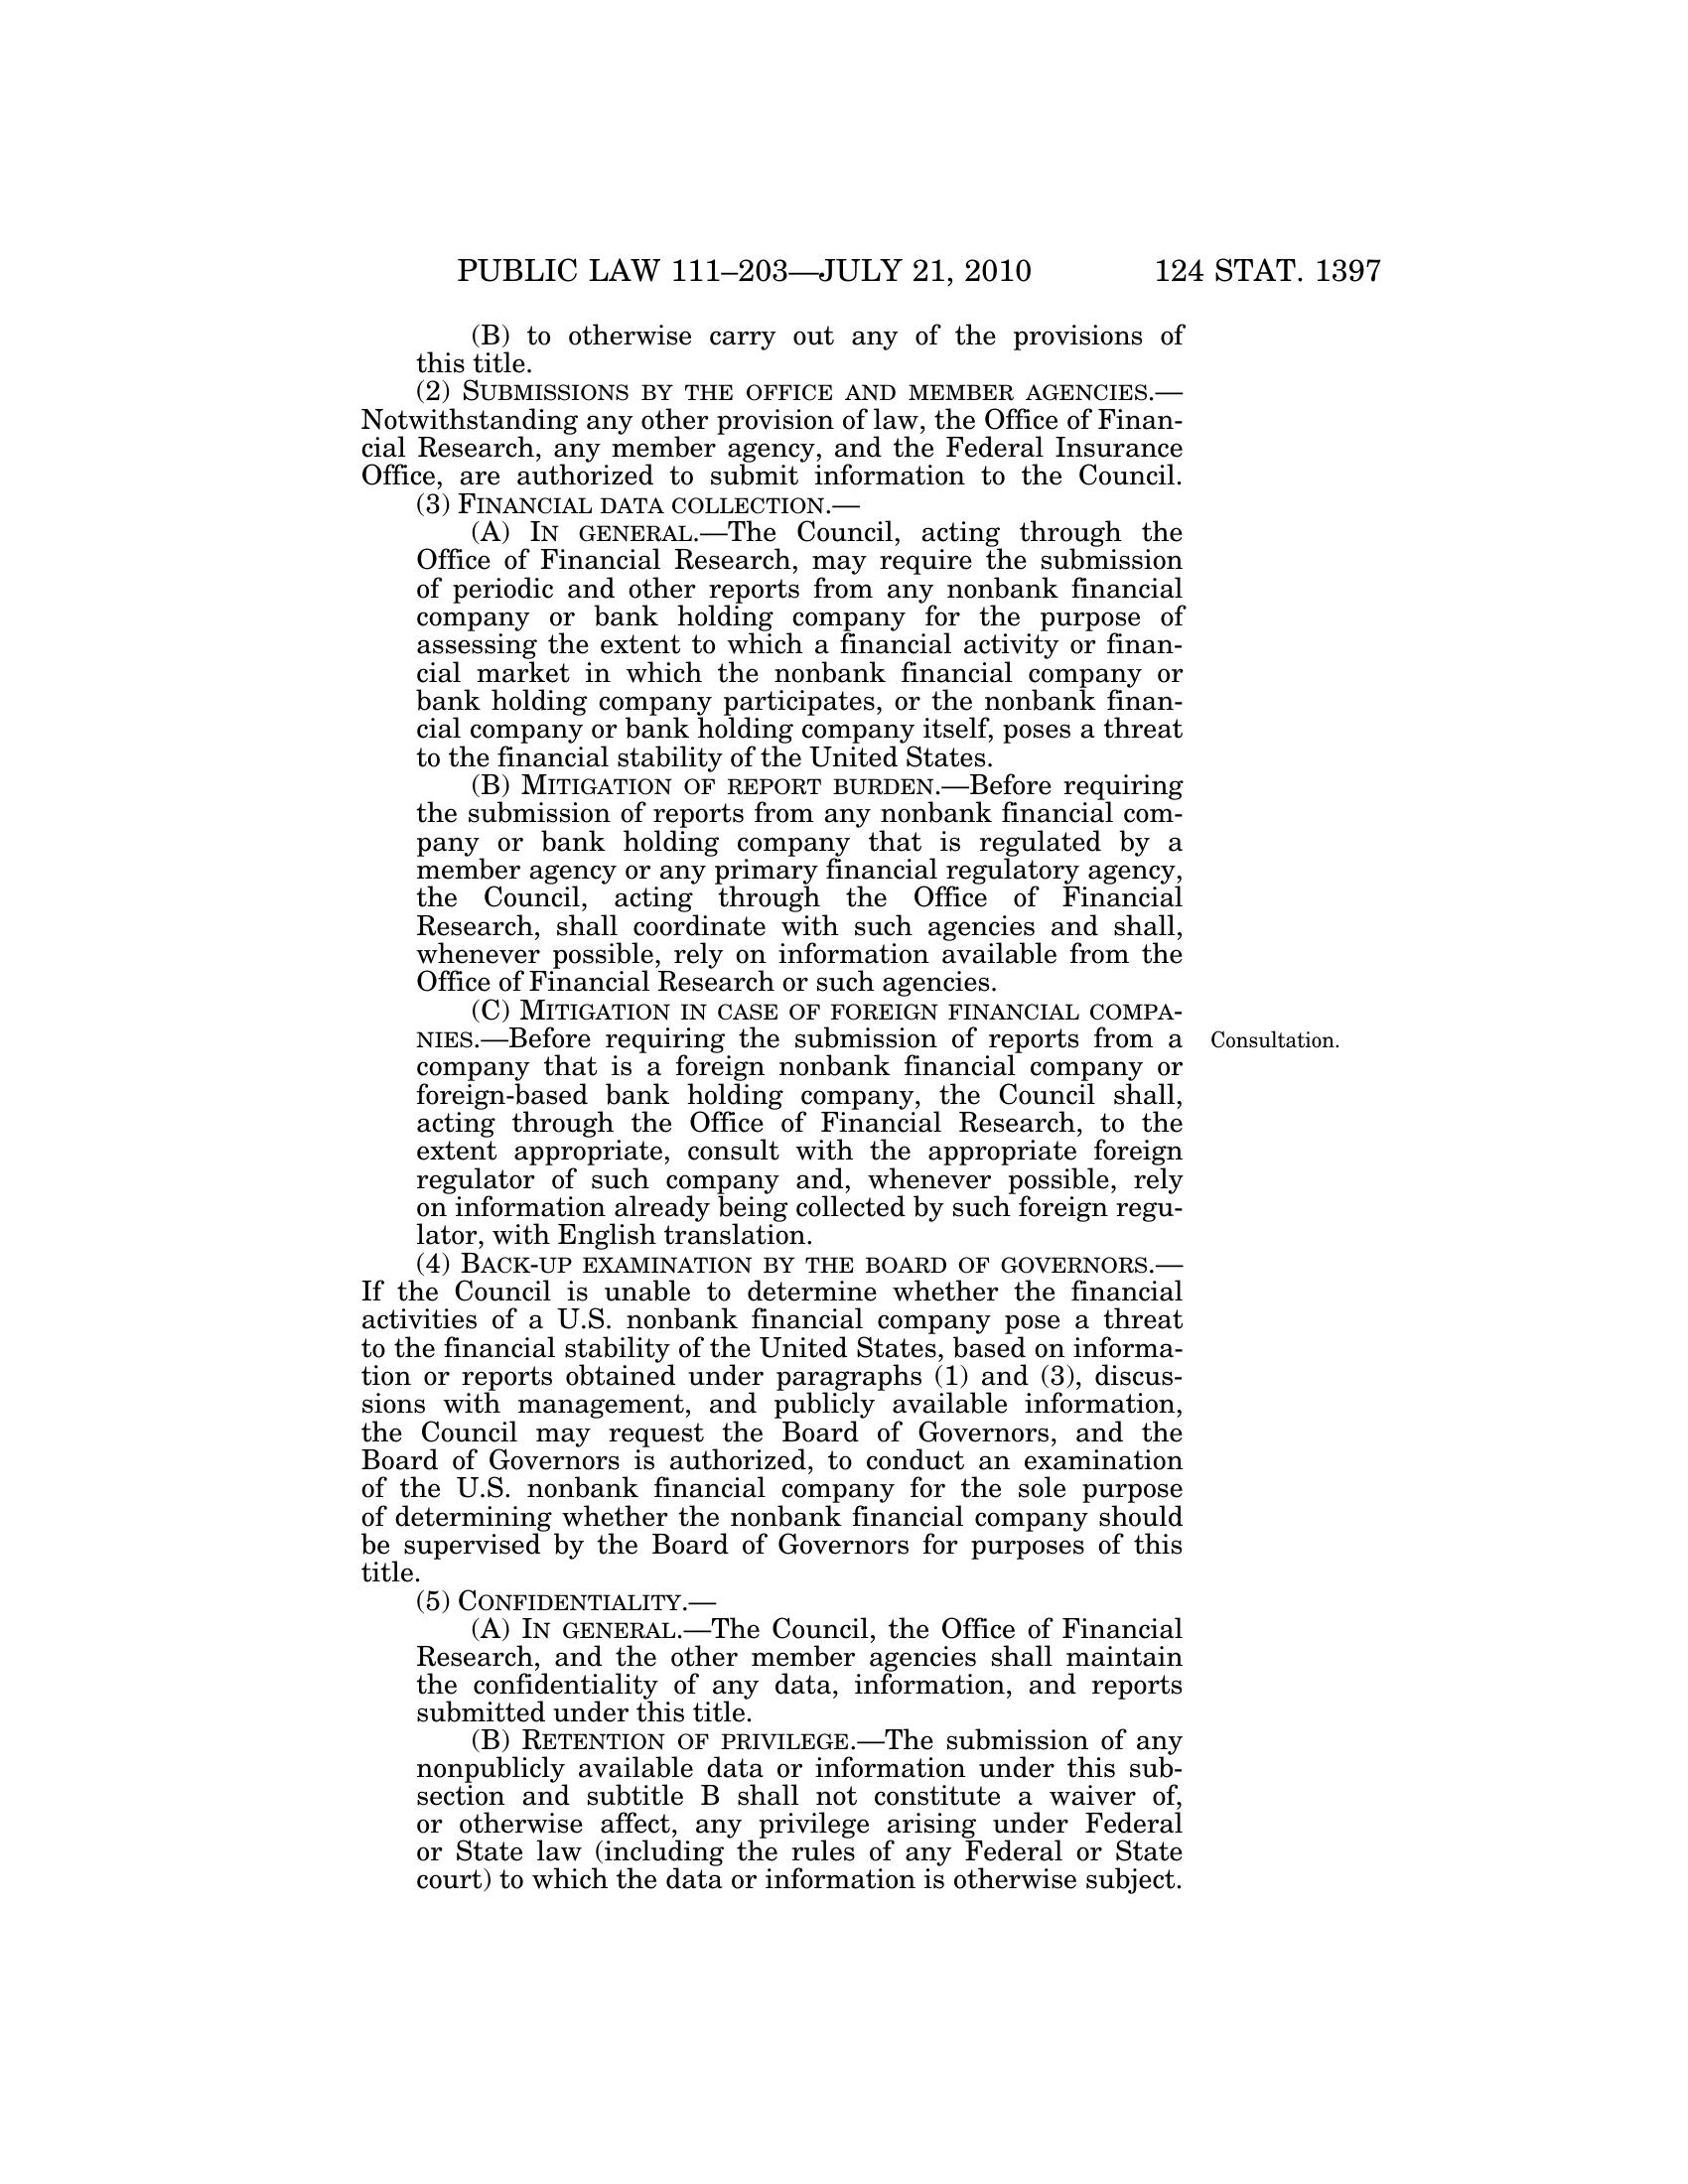 PUBLIC LAW 111–203—JULY 21, 2010 124 STAT. 1397
(B) to otherwise carry out any of the provisions of
this title.
(2) SUBMISSIONS BY THE OFFICE AND MEMBER AGENCIES.—
Notwithstanding any other provision of law, the Office of Finan-
cial Research, any member agency, and the Federal Insurance
Office, are authorized to submit information to the Council.
(3) FINANCIAL DATA COLLECTION.—
(A) IN GENERAL.—The Council, acting through the
Office of Financial Research, may require the submission
of periodic and other reports from any nonbank financial
company or bank holding company for the purpose of
assessing the extent to which a financial activity or finan-
cial market in which the nonbank financial company or
bank holding company participates, or the nonbank finan-
cial company or bank holding company itself, poses a threat
to the financial stability of the United States.
(B) MITIGATION OF REPORT BURDEN.—Before requiring
the submission of reports from any nonbank financial com-
pany or bank holding company that is regulated by a
member agency or any primary financial regulatory agency,
the Council, acting through the Office of Financial
Research, shall coordinate with such agencies and shall,
whenever possible, rely on information available from the
Office of Financial Research or such agencies.
(C) MITIGATION IN CASE OF FOREIGN FINANCIAL COMPA-
NIES.—Before requiring the submission of reports from a Consultation.
company that is a foreign nonbank financial company or
foreign-based bank holding company, the Council shall,
acting through the Office of Financial Research, to the
extent appropriate, consult with the appropriate foreign
regulator of such company and, whenever possible, rely
on information already being collected by such foreign regu-
lator, with English translation.
(4) BACK-UP EXAMINATION BY THE BOARD OF GOVERNORS.—
If the Council is unable to determine whether the financial
activities of a U.S. nonbank financial company pose a threat
to the financial stability of the United States, based on informa-
tion or reports obtained under paragraphs (1) and (3), discus-
sions with management, and publicly available information,
the Council may request the Board of Governors, and the
Board of Governors is authorized, to conduct an examination
of the U.S. nonbank financial company for the sole purpose
of determining whether the nonbank financial company should
be supervised by the Board of Governors for purposes of this
title.
(5) CONFIDENTIALITY.—
(A) IN GENERAL.—The Council, the Office of Financial
Research, and the other member agencies shall maintain
the confidentiality of any data, information, and reports
submitted under this title.
(B) RETENTION OF PRIVILEGE.—The submission of any
nonpublicly available data or information under this sub-
section and subtitle B shall not constitute a waiver of,
or otherwise affect, any privilege arising under Federal
or State law (including the rules of any Federal or State
court) to which the data or information is otherwise subject.